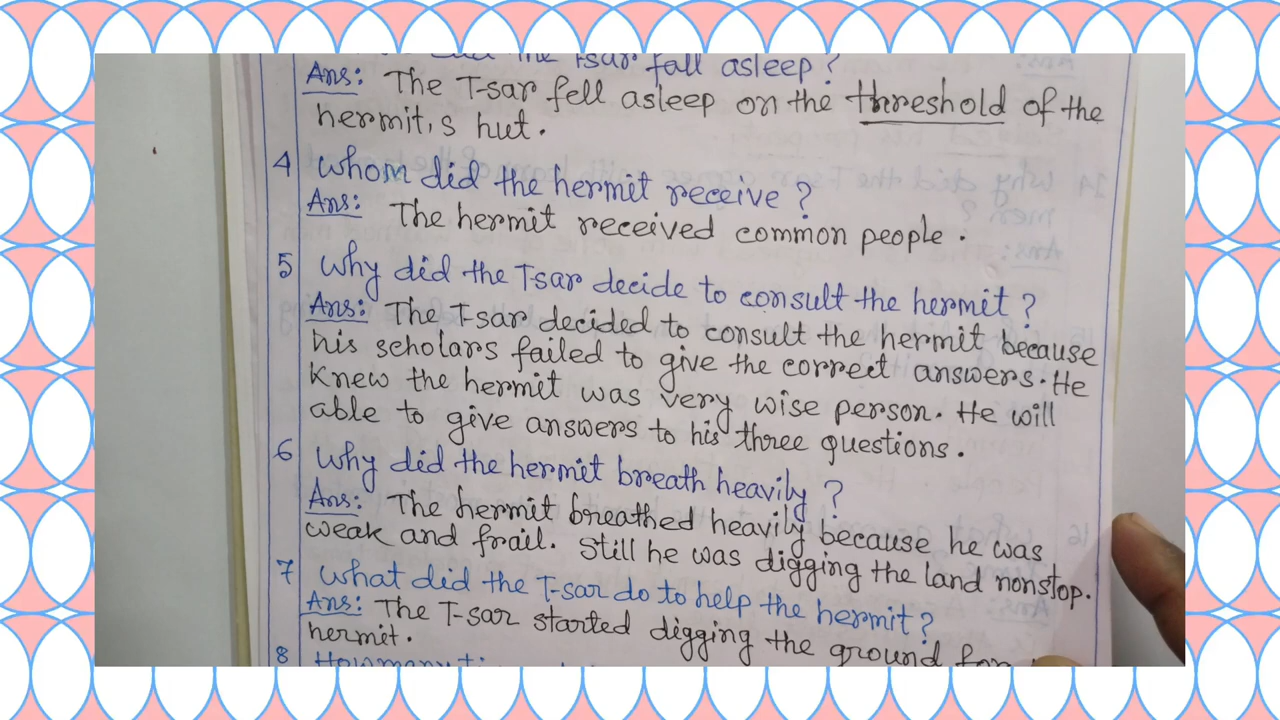 the Tsar fall asleep?
Ans: The T-sar fell asleep on the threshold of the
hermit,s hut.
4 Whom did the hermit receive?
Ans: The hermit received common people.
5 Why did the T-sar decide to consult the hermit?
Ans: The T-sar decided to consult the hermit because
his scholars failed to give the correct answers. He
knew the hermit was very wise person. He will
able to give answers to his three questions.
6 Why did the hermit breath heavily?
Ans: The hermit breathed heavily because he was
weak and frail. Still he was digging the land nonstop.
7 What did the T-sar do to help the hermit?
Ans: The T-sar started digging the ground for
hermit.
8